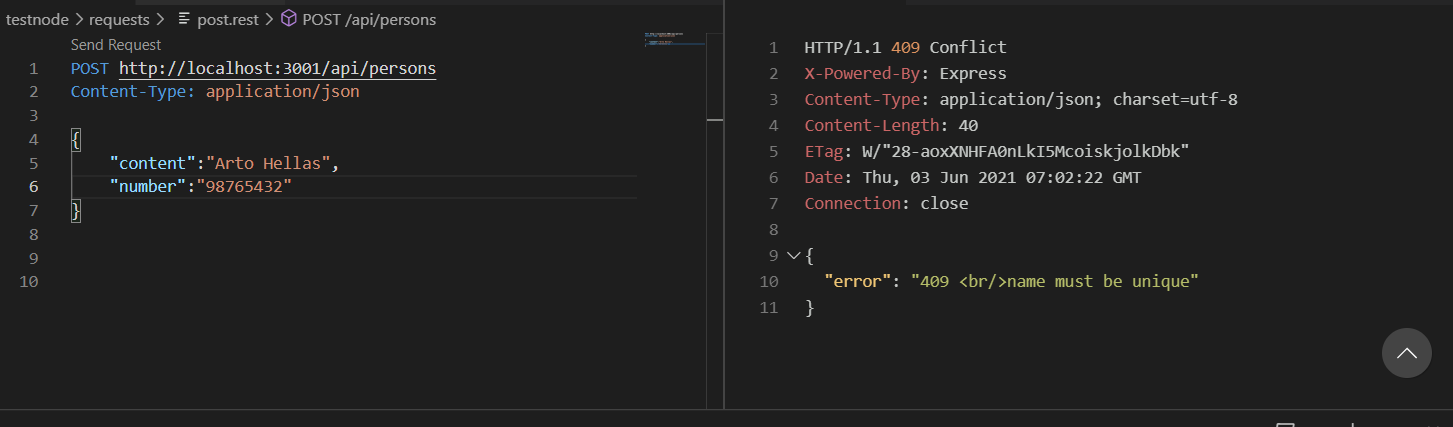 testnode > requests > post.rest > POST /api/persons
Send Request
1 POST http://localhost:3001/api/persons
2 Content-Type: application/json
3
4 {
5 "content":"Arto Hellas",
6 "number":"98765432"
7 }
8
9
10
1 HTTP/1.1 409 Conflict
2 X-Powered-By: Express
3 Content-Type: application/json; charset=utf-8
4 Content-Length: 40
5 ETag: W/"28-aoxXNHFA0nLkI5McoiskjolkDbk"
6 Date: Thu, 03 Jun 2021 07:02:22 GMT
7 Connection: close
8
9 {
10 "error": "409 <br/>name must be unique"
11 }